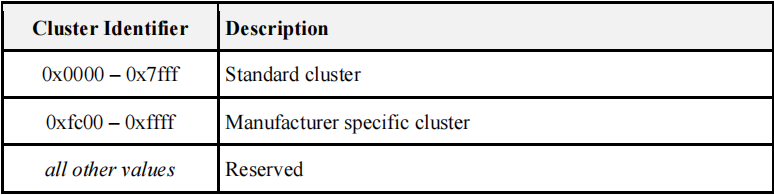 Cluster Identifier Description
0x0000 – 0x7fff Standard cluster
0xfc00 – 0xffff Manufacturer specific cluster
all other values Reserved